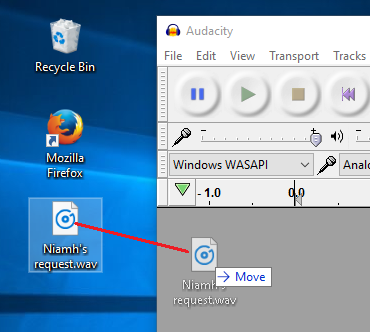 Recycle Bin
Mozilla
Firefox
Niamh's
request.wav
Audacity
File Edit View Transport Tracks
Windows WASAPI
Analo
- 1.0 0.0
Niamh's
request.wav
→ Move